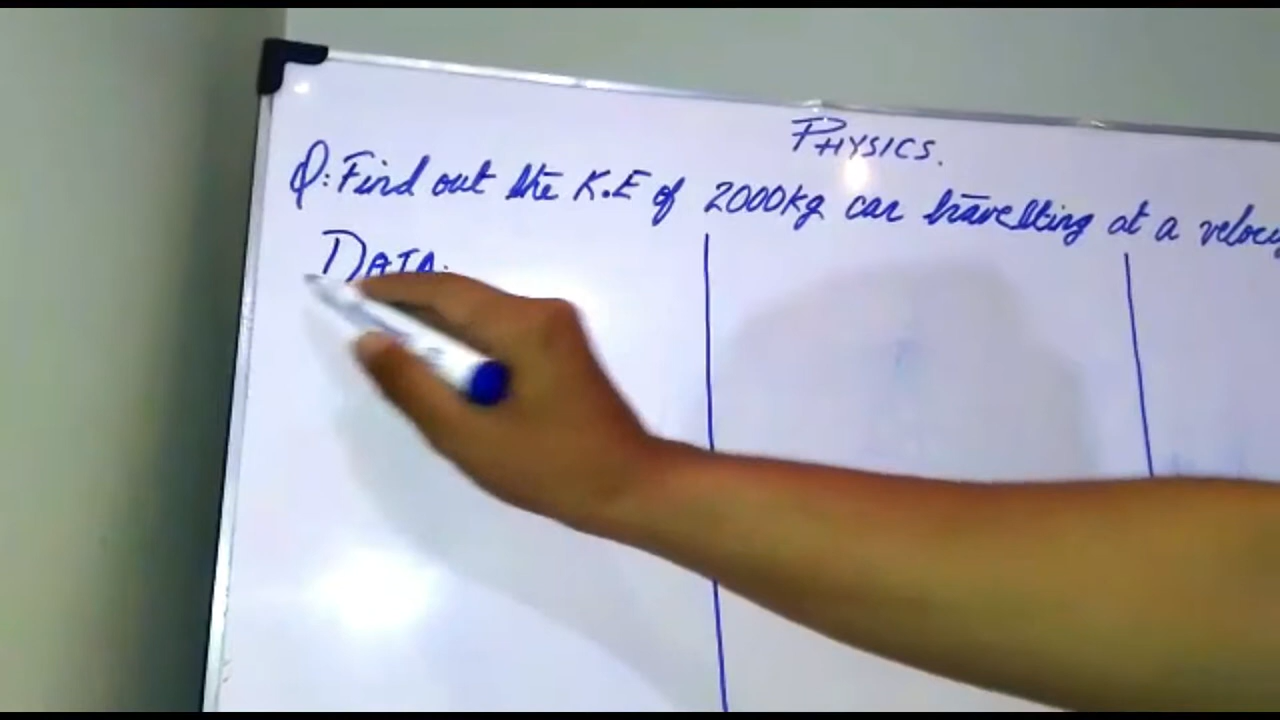 PHYSICS.
Q: Find out the K.E of 2000kg car travelling at a
DATA: